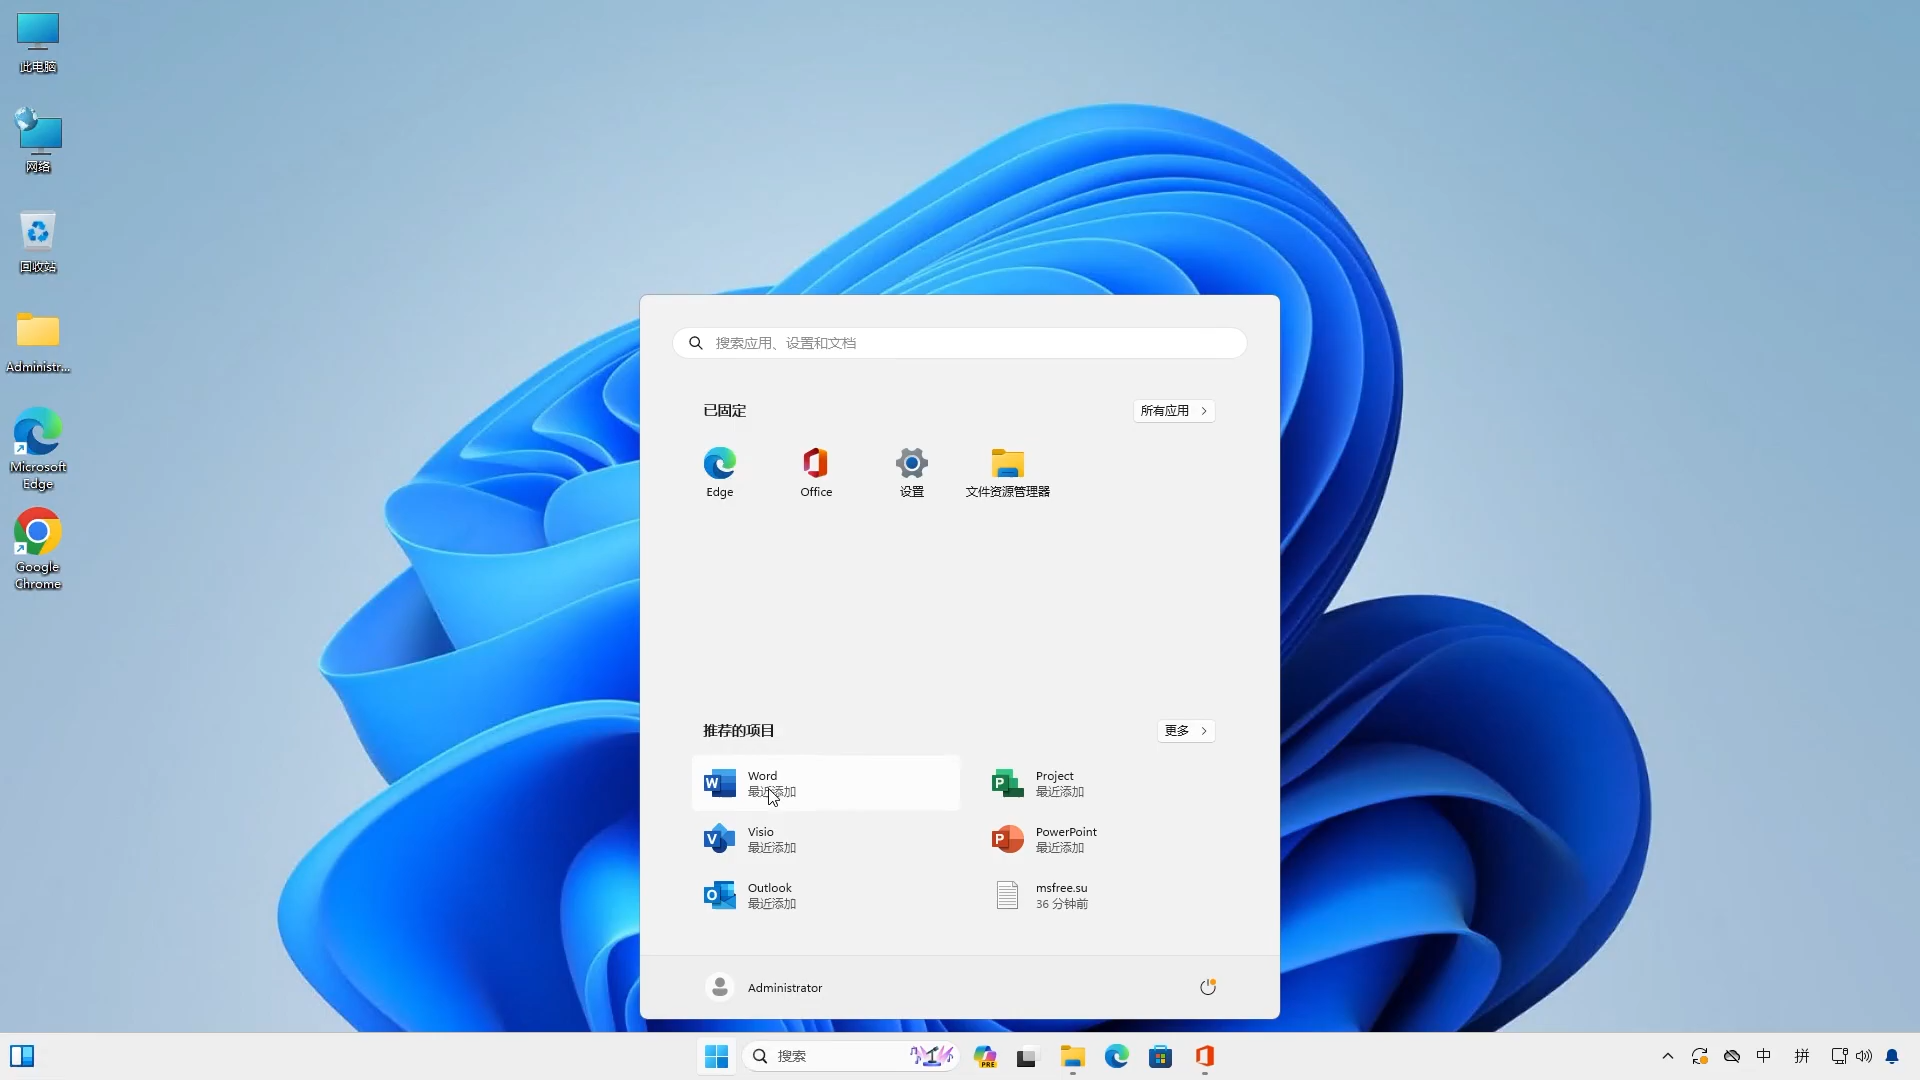 此电脑
网络
回收站
Administr...
Microsoft
Edge
Google
Chrome
搜索应用、设置和文档
已固定
所有应用
Edge
Office
设置
文件资源管理器
推荐的项目
更多
Word
最近添加
Project
最近添加
Visio
最近添加
PowerPoint
最近添加
Outlook
最近添加
msfree.su
36 分钟前
Administrator
搜索
PRE
中
拼